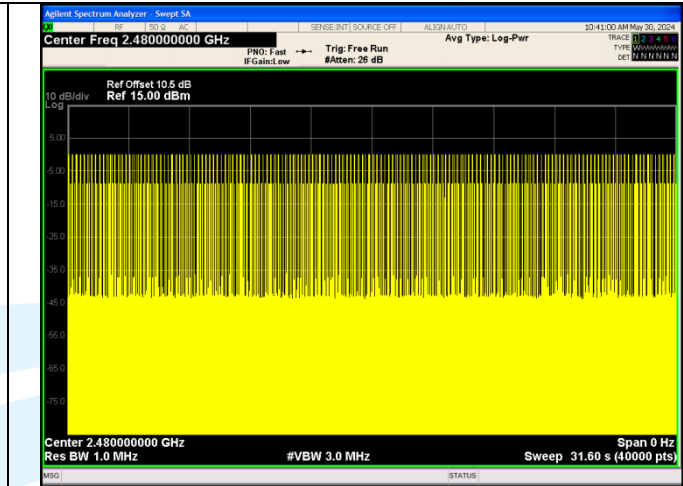 Agilent Spectrum Analyzer - Swept SA
RF 50 Ω AC SENSE:INT SOURCE OFF ALIGN AUTO 10:41:00 AM May 30, 2024
Center Freq 2.480000000 GHz Avg Type: Log-Pwr TRACE 1 2 3 4 5 6
PNO: Fast Trig: Free Run TYPE W
IFGain:Low #Atten: 26 dB DET N N N N N N
Ref Offset 10.5 dB
10 dB/div Ref 15.00 dBm
Log
5.00
-5.00
-15.0
-25.0
-35.0
-45.0
-55.0
-65.0
-75.0
Center 2.480000000 GHz Span 0 Hz
Res BW 1.0 MHz #VBW 3.0 MHz Sweep 31.60 s (40000 pts)
MSG STATUS